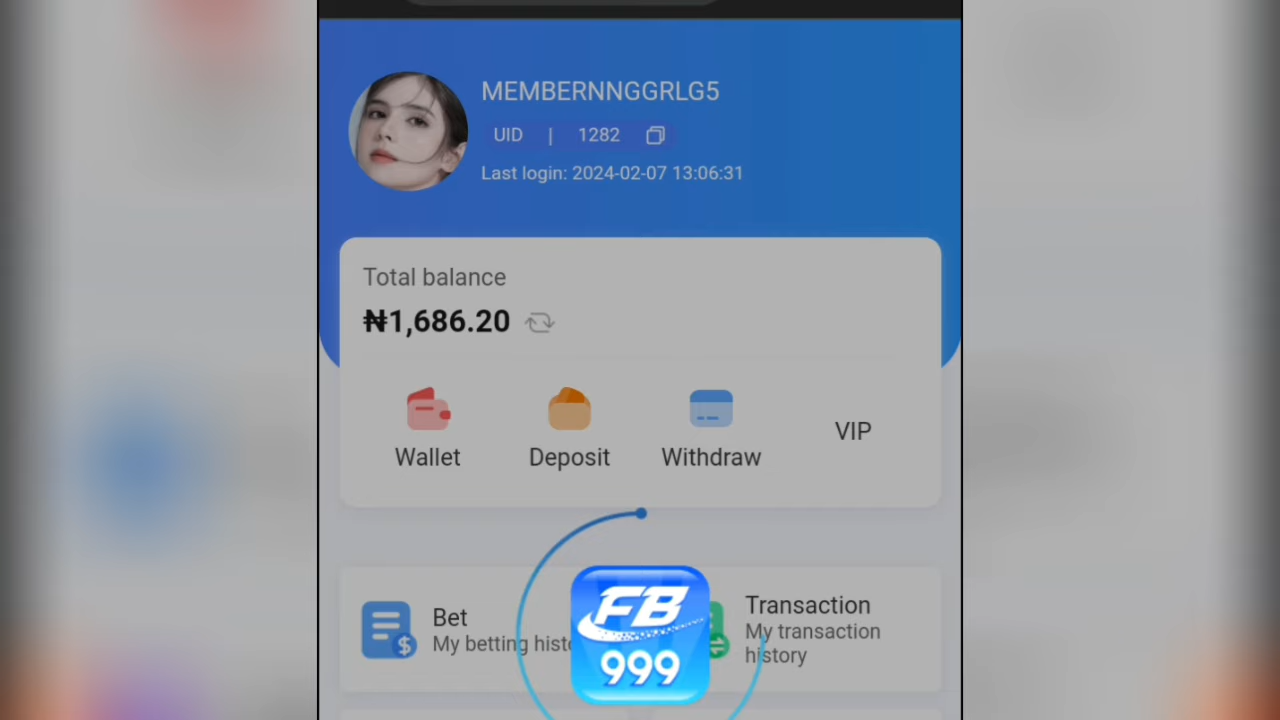 MEMBERNNGGRLG5
UID | 1282
Last login: 2024-02-07 13:06:31
Total balance
₦1,686.20
Wallet
Deposit
Withdraw
VIP
Bet
My betting histo
FB
999
Transaction
My transaction
history